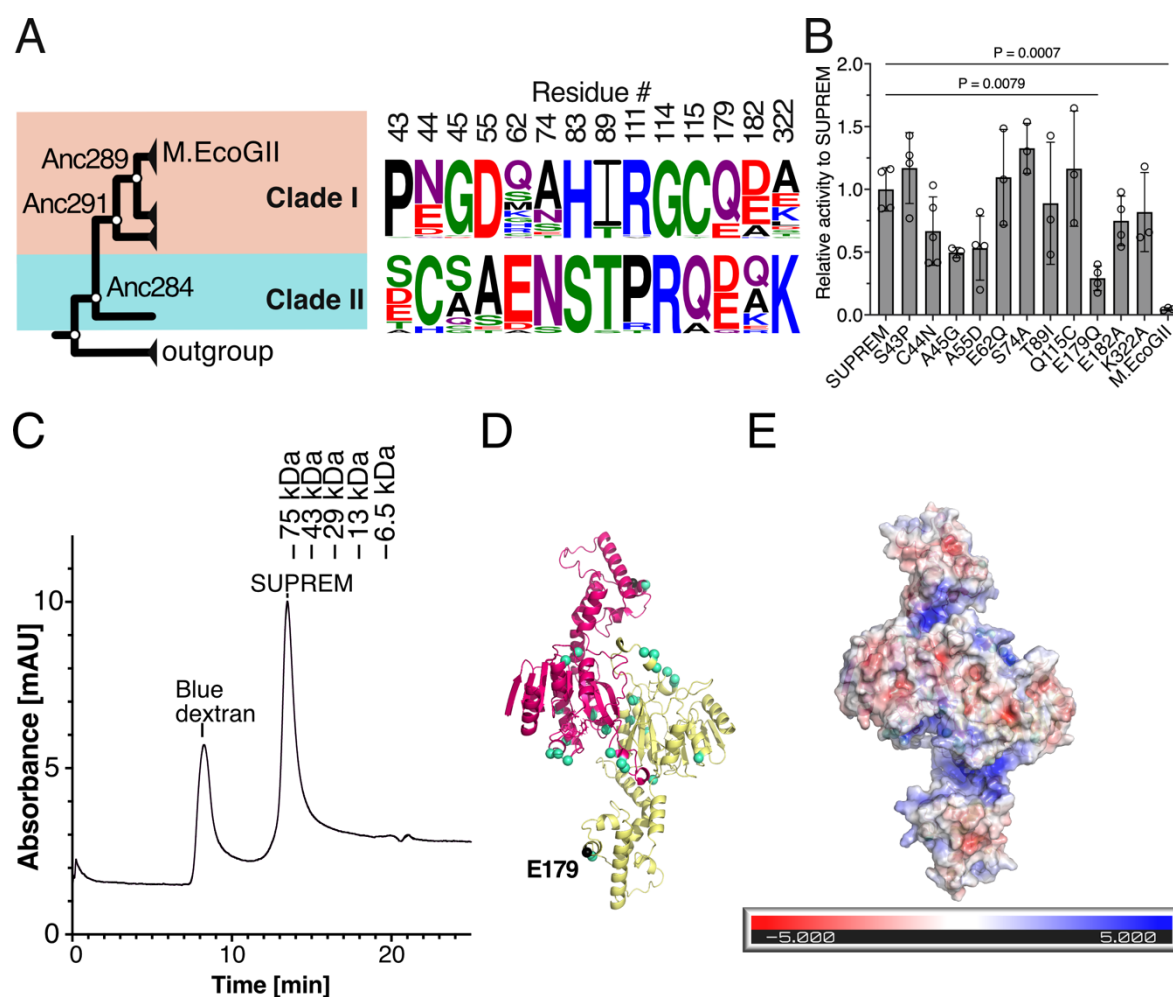 A
Residue #
43 44 45 55 62 74 83 89 111 114 115 179 182 322
Anc289
M.EcoGII
Anc291
Clade I
Anc284
Clade II
outgroup
PNGDQAHIRGCQDA
SCSAENSTPRQDQK
B
P = 0.0007
P = 0.0079
Relative activity to SUPREM
2.0
1.5
1.0
0.5
0.0
SUPREM
S43P
C44N
A45G
A55D
E62Q
S74A
T89I
Q115C
E179Q
E182A
K322A
M.EcoGII
C
75 kDa
43 kDa
29 kDa
13 kDa
6.5 kDa
SUPREM
Blue
dextran
Absorbance [mAU]
10
5
0
0 10 20
Time [min]
D
E179
E
-5.000 5.000